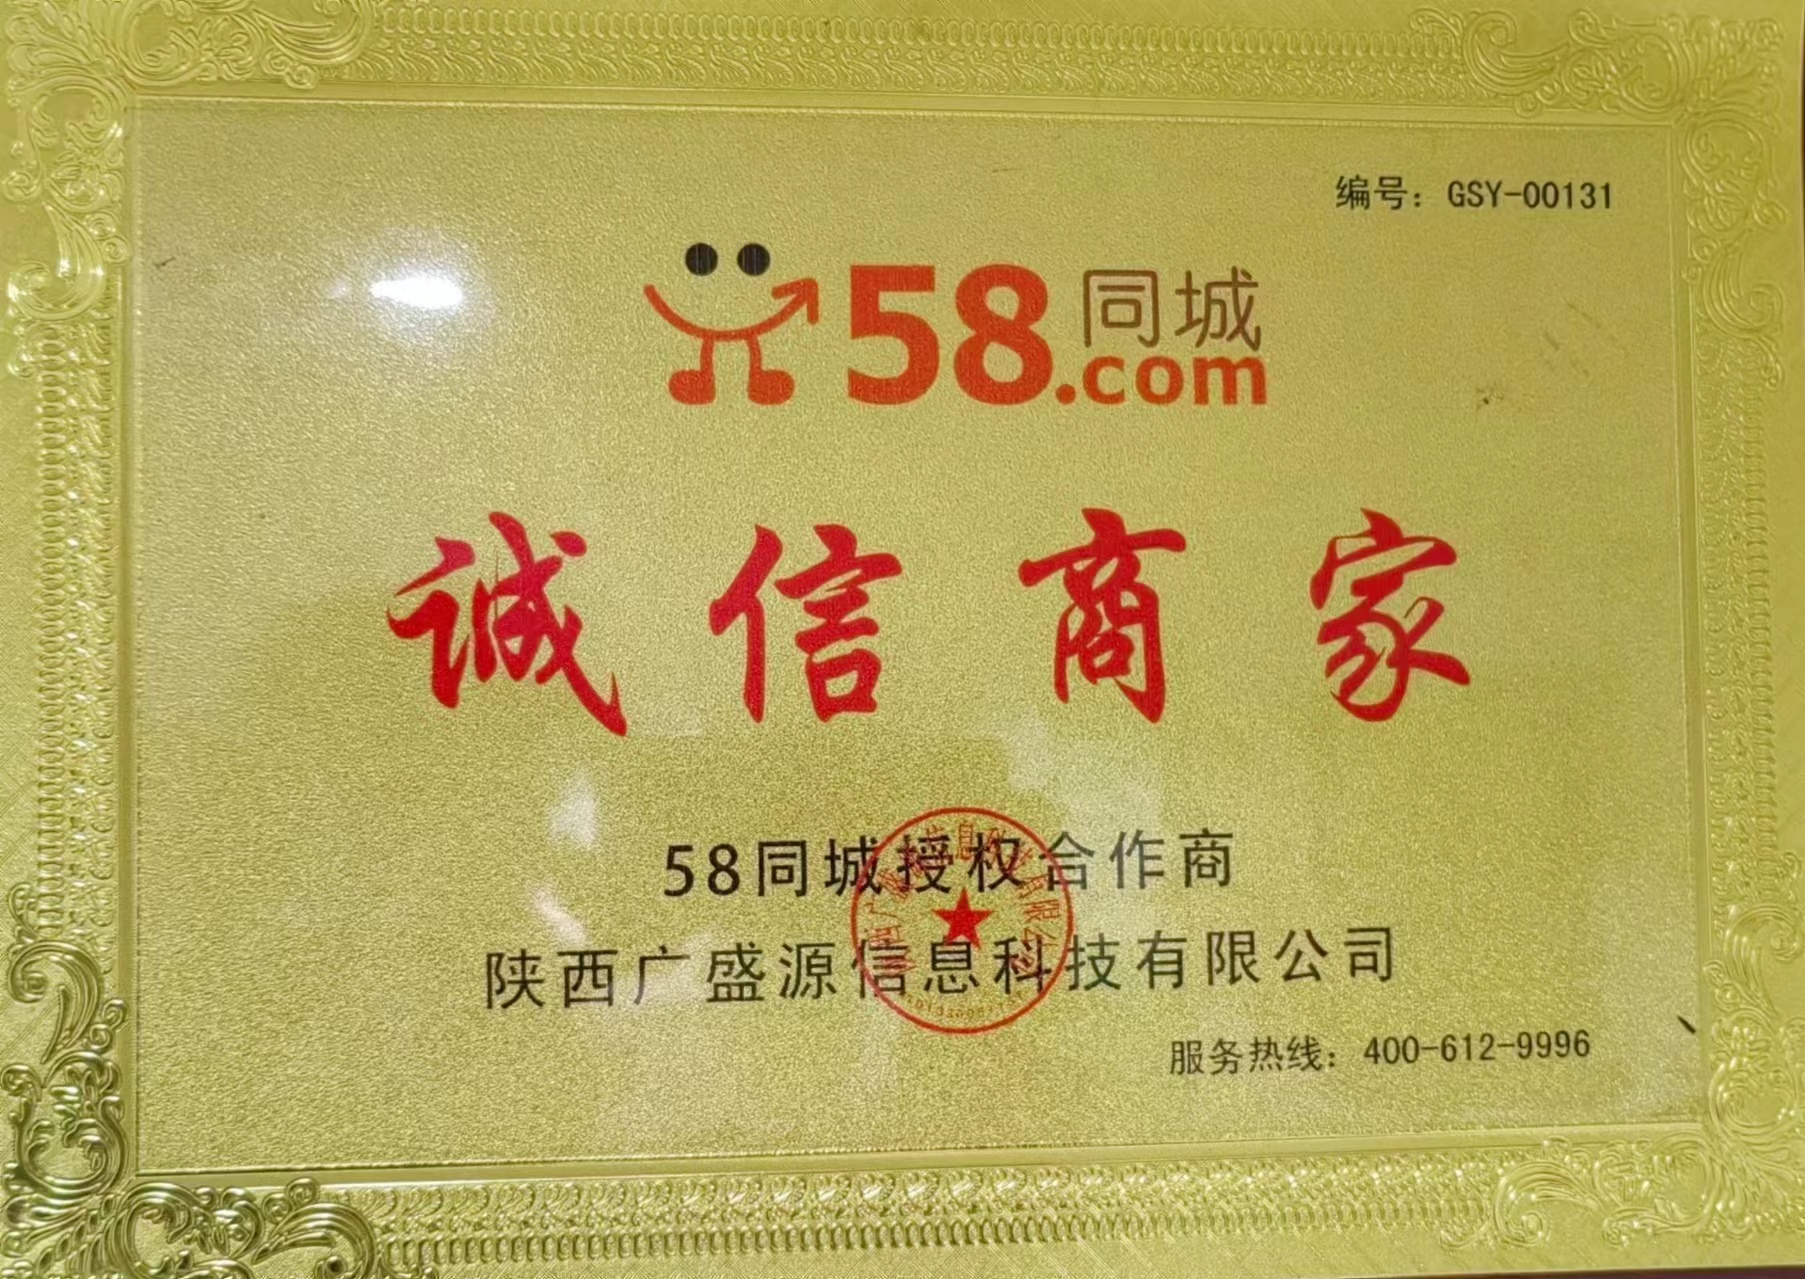 编号：GSY-00131
58同城
.com
诚信商家
58同城授权合作商
陕西广盛源信息科技有限公司
服务热线：400-612-9996